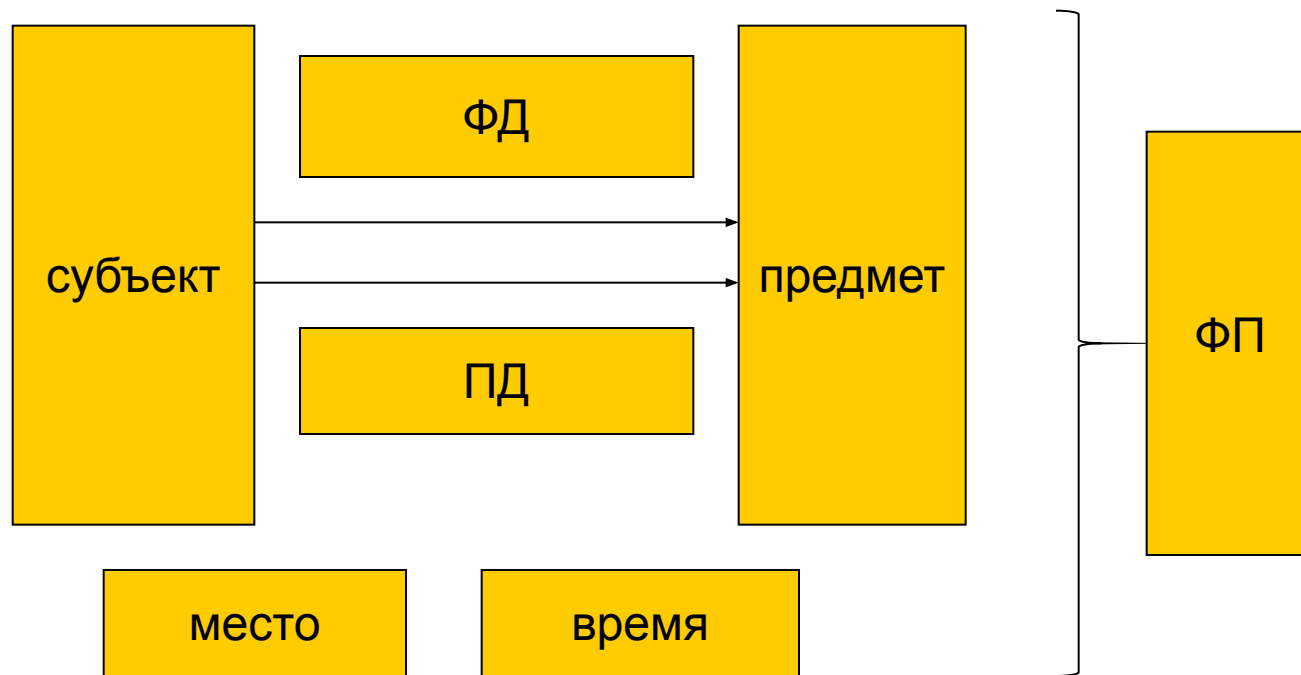 ФД
субъект
предмет
ФП
ПД
место
время